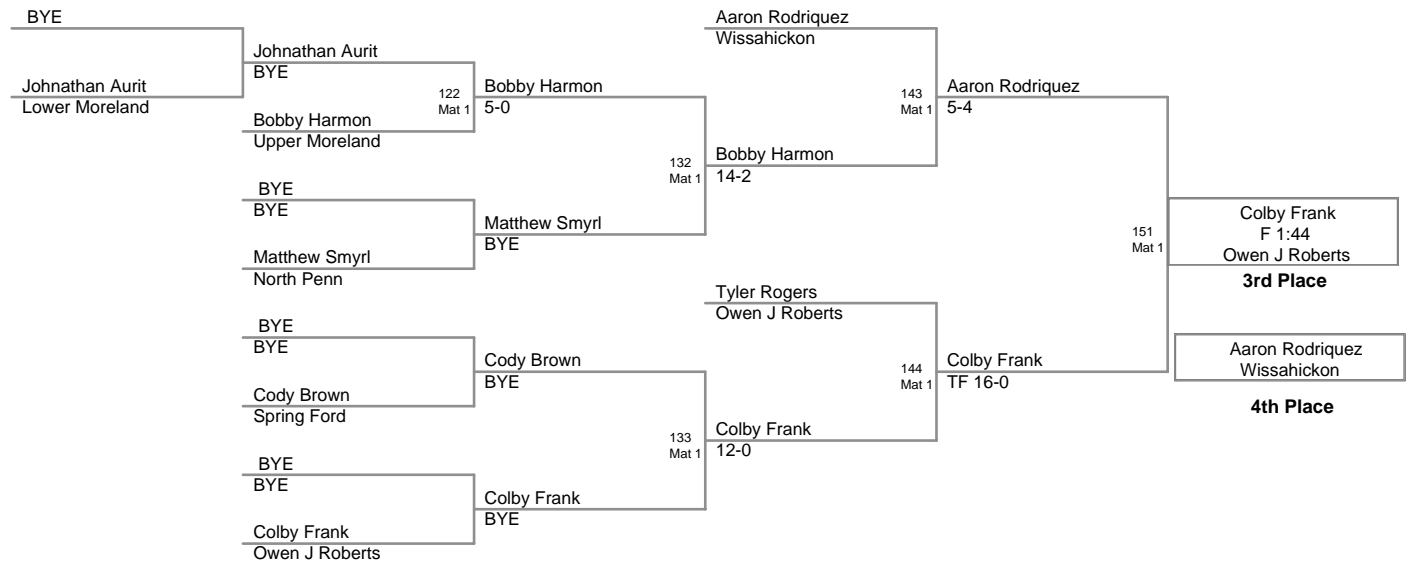 BYE
Johnathan Aurit
Lower Moreland
Johnathan Aurit
BYE
Bobby Harmon
Upper Moreland
BYE
BYE
Matthew Smyrl
North Penn
BYE
BYE
Cody Brown
Spring Ford
BYE
BYE
Colby Frank
Owen J Roberts
122
Mat 1
Bobby Harmon
5-0
Matthew Smyrl
BYE
Cody Brown
BYE
Colby Frank
BYE
132
Mat 1
133
Mat 1
Aaron Rodriquez
Wissahickon
Bobby Harmon
14-2
Tyler Rogers
Owen J Roberts
Colby Frank
12-0
143
Mat 1
144
Mat 1
Aaron Rodriquez
5-4
Colby Frank
TF 16-0
151
Mat 1
Colby Frank
F 1:44
Owen J Roberts
3rd Place
Aaron Rodriquez
Wissahickon
4th Place